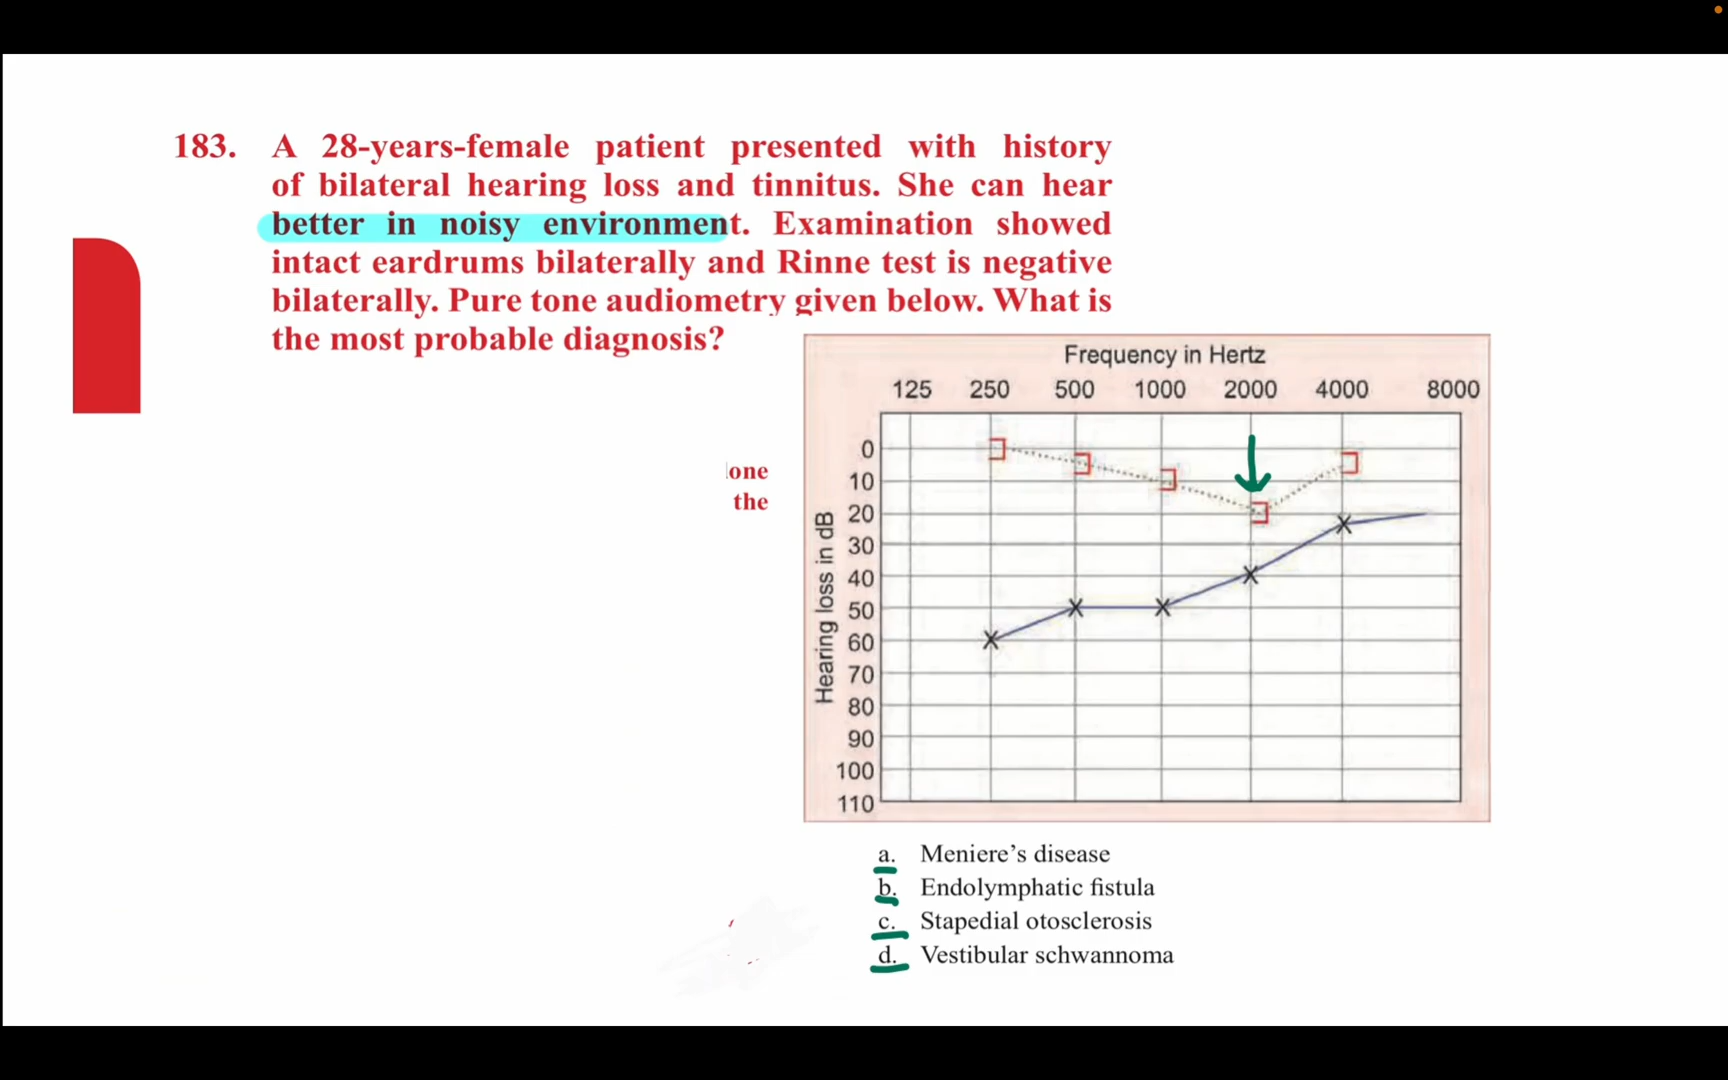 183. A 28-years-female patient presented with history
of bilateral hearing loss and tinnitus. She can hear
better in noisy environment. Examination showed
intact eardrums bilaterally and Rinne test is negative
bilaterally. Pure tone audiometry given below. What is
the most probable diagnosis?
one
the
Frequency in Hertz
125 250 500 1000 2000 4000 8000
Hearing loss in dB
0
10
20
30
40
50
60
70
80
90
100
110
a. Meniere's disease
b. Endolymphatic fistula
c. Stapedial otosclerosis
d. Vestibular schwannoma